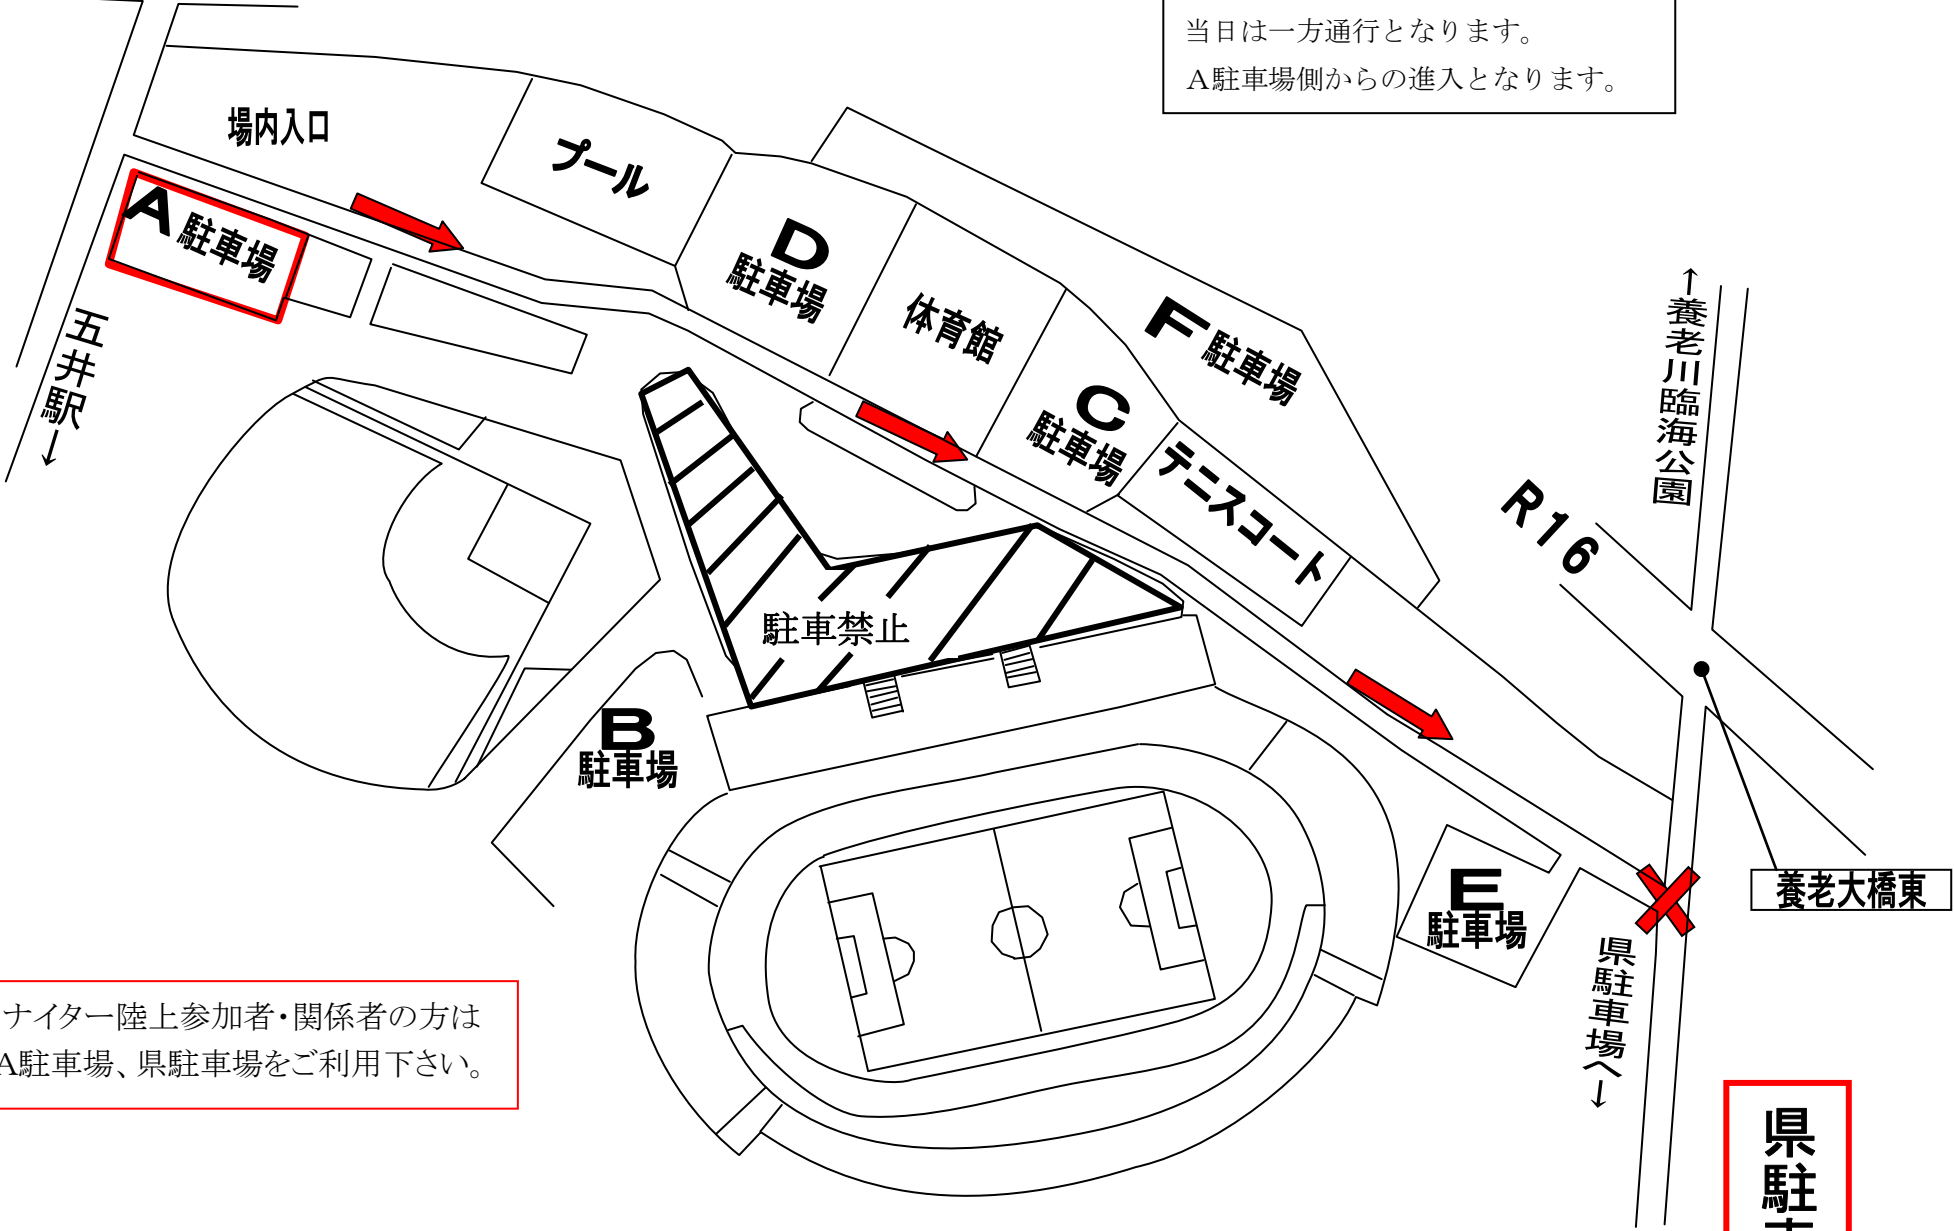 当日は一方通行となります。
A駐車場側からの進入となります。
場内入口
プール
A駐車場
D
駐車場
体育館
F駐車場
C
駐車場
テニスコート
R16
←養老川臨海公園
五井駅→
駐車禁止
B
駐車場
E
駐車場
養老大橋東
県駐車場へ→
ナイター陸上参加者・関係者の方は
A駐車場、県駐車場をご利用下さい。
県駐